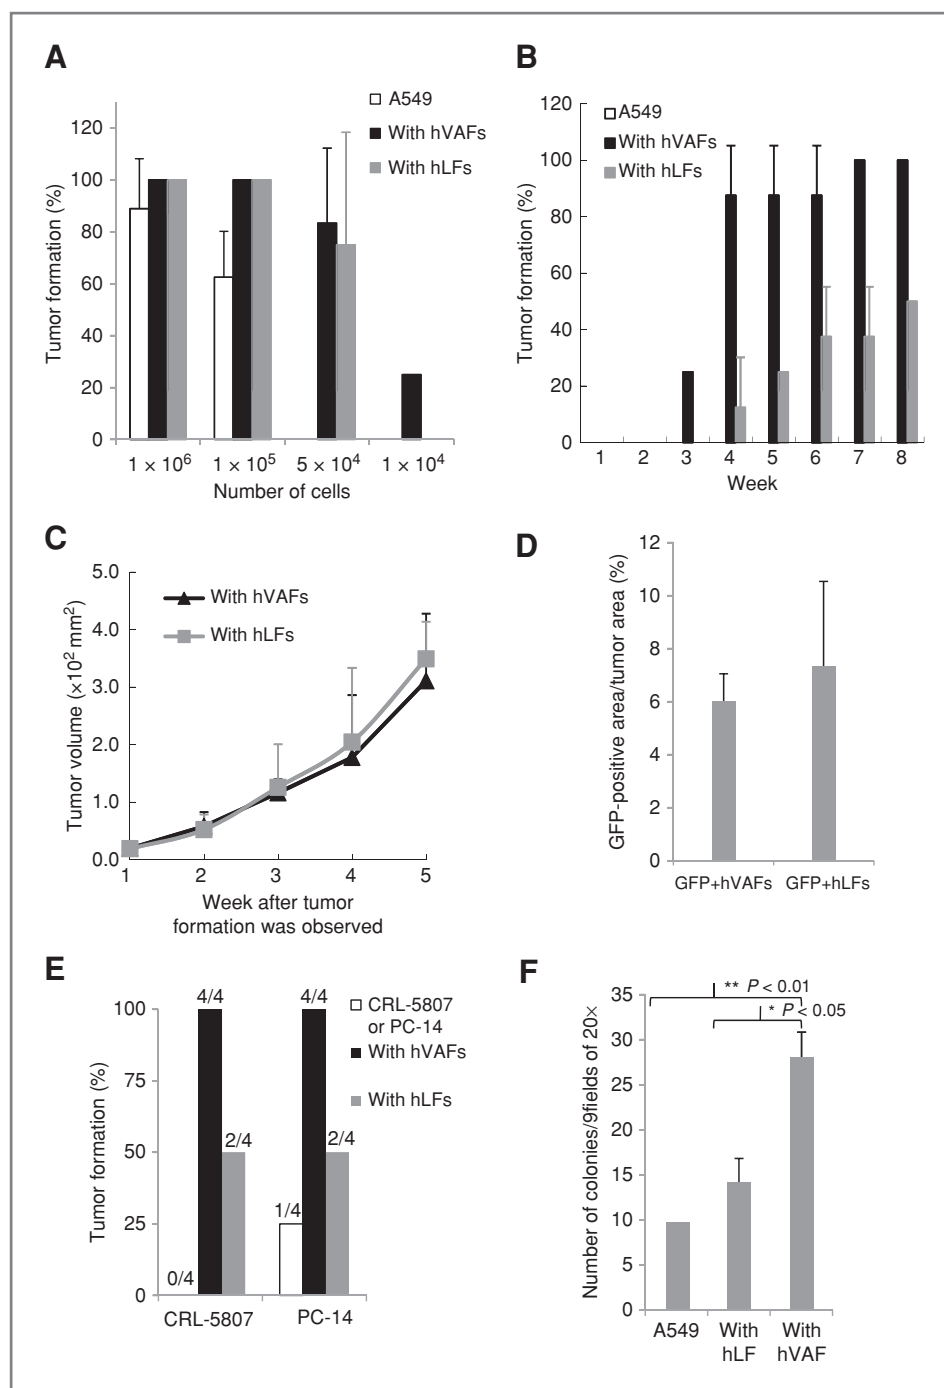 A
A549
With hVAFs
With hLFs
Tumor formation (%)
120
100
80
60
40
20
0
1 × 10⁶
1 × 10⁵
5 × 10⁴
1 × 10⁴
Number of cells
B
A549
With hVAFs
With hLFs
Tumor formation (%)
120
100
80
60
40
20
0
1 2 3 4 5 6 7 8
Week
C
With hVAFs
With hLFs
Tumor volume (×10² mm²)
5.0
4.0
3.0
2.0
1.0
0.0
1 2 3 4 5
Week after tumor
formation was observed
D
GFP-positive area/tumor area (%)
12
10
8
6
4
2
0
GFP+hVAFs GFP+hLFs
E
CRL-5807
or PC-14
With hVAFs
With hLFs
Tumor formation (%)
100
75
50
25
0
4/4 4/4
2/4 2/4
1/4
0/4
CRL-5807 PC-14
F
** P < 0.01
* P < 0.05
Number of colonies/9fields of 20×
35
30
25
20
15
10
5
0
A549 With With
hLF hVAF